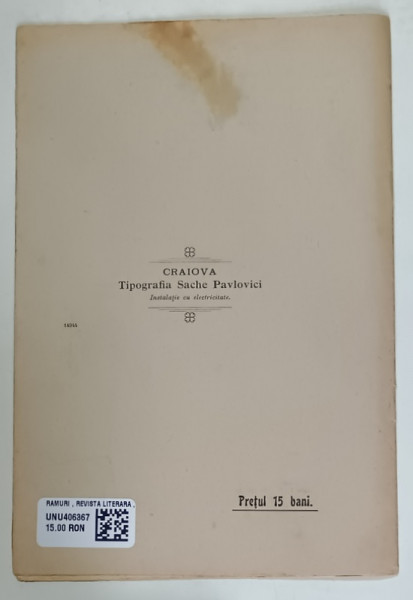 CRAIOVA
Tipografia Sache Pavlovici
Instalaţie cu electricitate.
Preţul 15 bani.
RAMURI , REVISTA LITERARA ,
UNU406367
15.00 RON